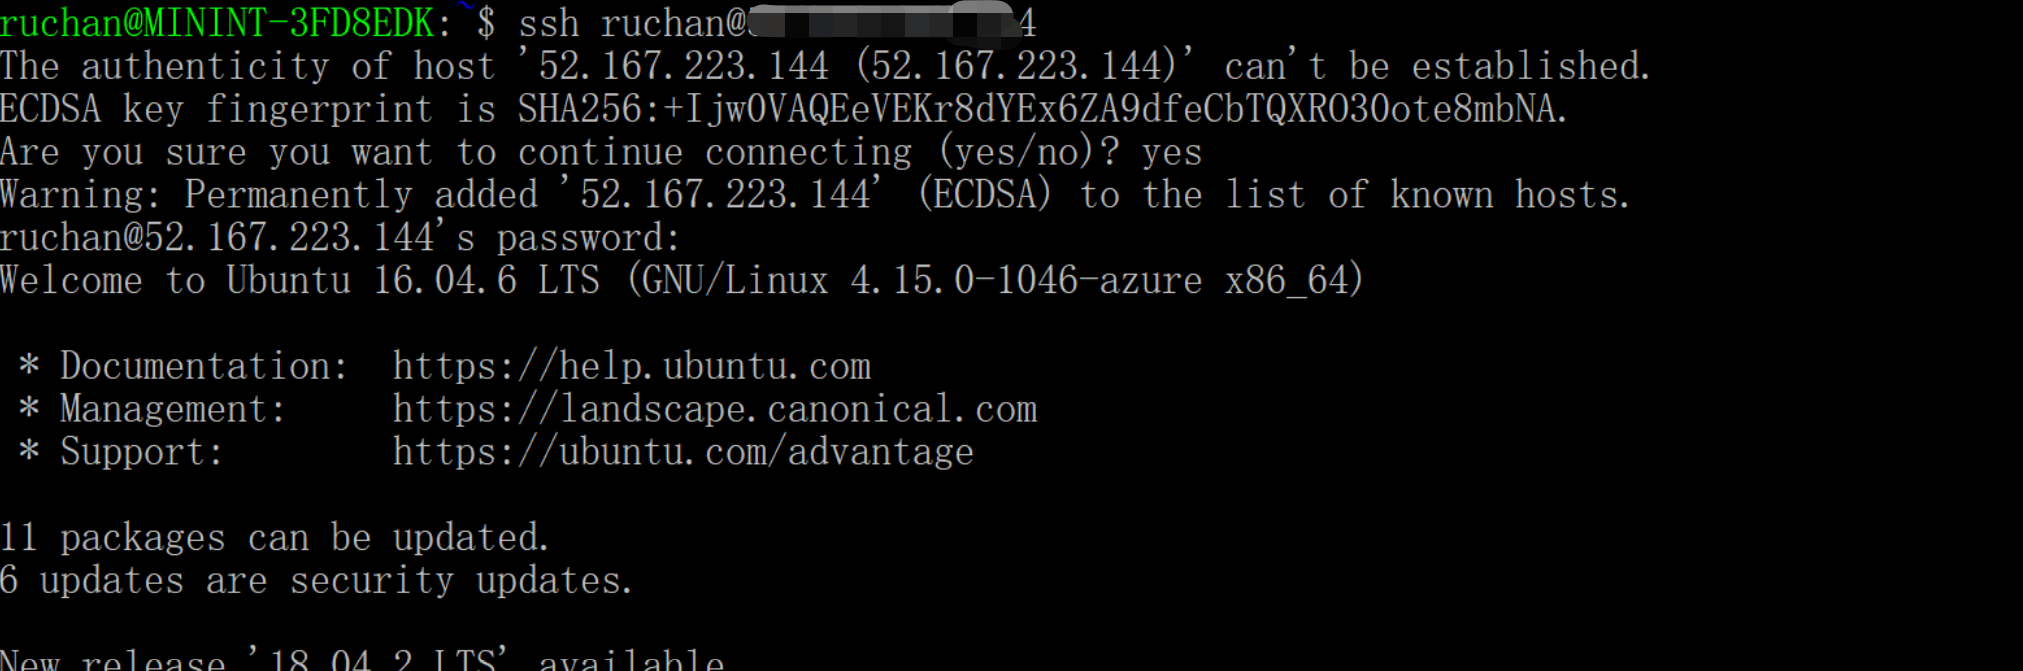 ruchan@MININT-3FD8EDK:~$ ssh ruchan@4
The authenticity of host '52.167.223.144 (52.167.223.144)' can't be established.
ECDSA key fingerprint is SHA256:+Ijw0VAQEeVEKr8dYEx6ZA9dfeCbTQXRO3Oote8mbNA.
Are you sure you want to continue connecting (yes/no)? yes
Warning: Permanently added '52.167.223.144' (ECDSA) to the list of known hosts.
ruchan@52.167.223.144's password:
Welcome to Ubuntu 16.04.6 LTS (GNU/Linux 4.15.0-1046-azure x86_64)
* Documentation: https://help.ubuntu.com
* Management: https://landscape.canonical.com
* Support: https://ubuntu.com/advantage
11 packages can be updated.
6 updates are security updates.
New release '18.04.2 LTS' available